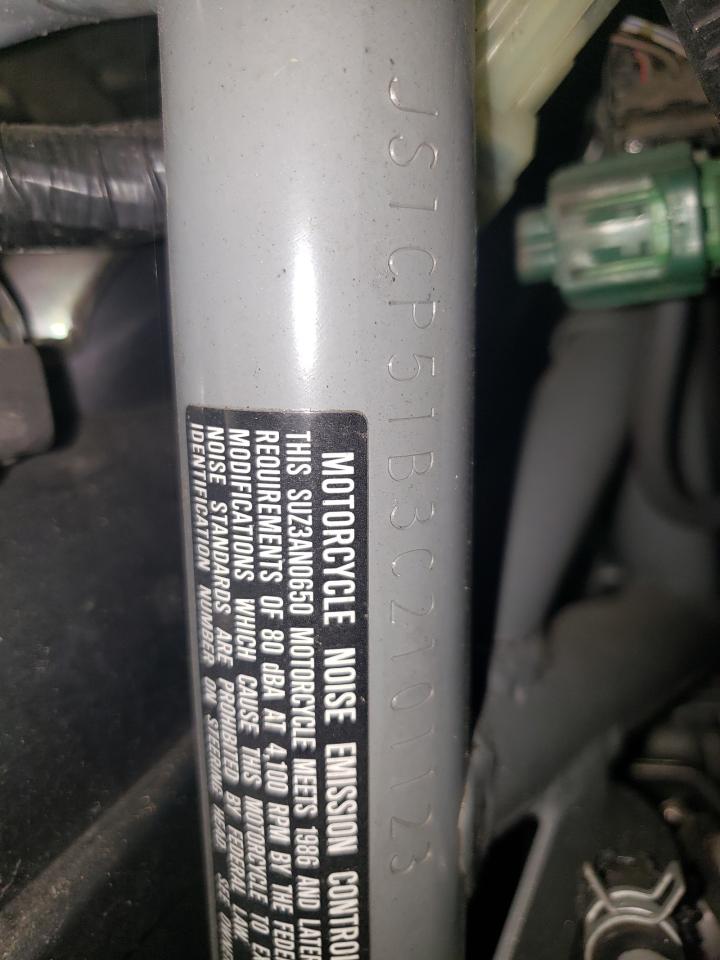 JS1CP51B3C2101123
MOTORCYCLE NOISE EMISSION CONTROL
THIS SUZ3AN0650 MOTORCYCLE MEETS 1986 AND LATER
REQUIREMENTS OF 80 dBA AT 4,100 RPM BY THE
MODIFICATIONS WHICH CAUSE THIS MOTORCYCLE TO
NOISE STANDARDS ARE PROHIBITED BY FEDERAL LAW.
IDENTIFICATION NUMBER ON STEERING HEAD.